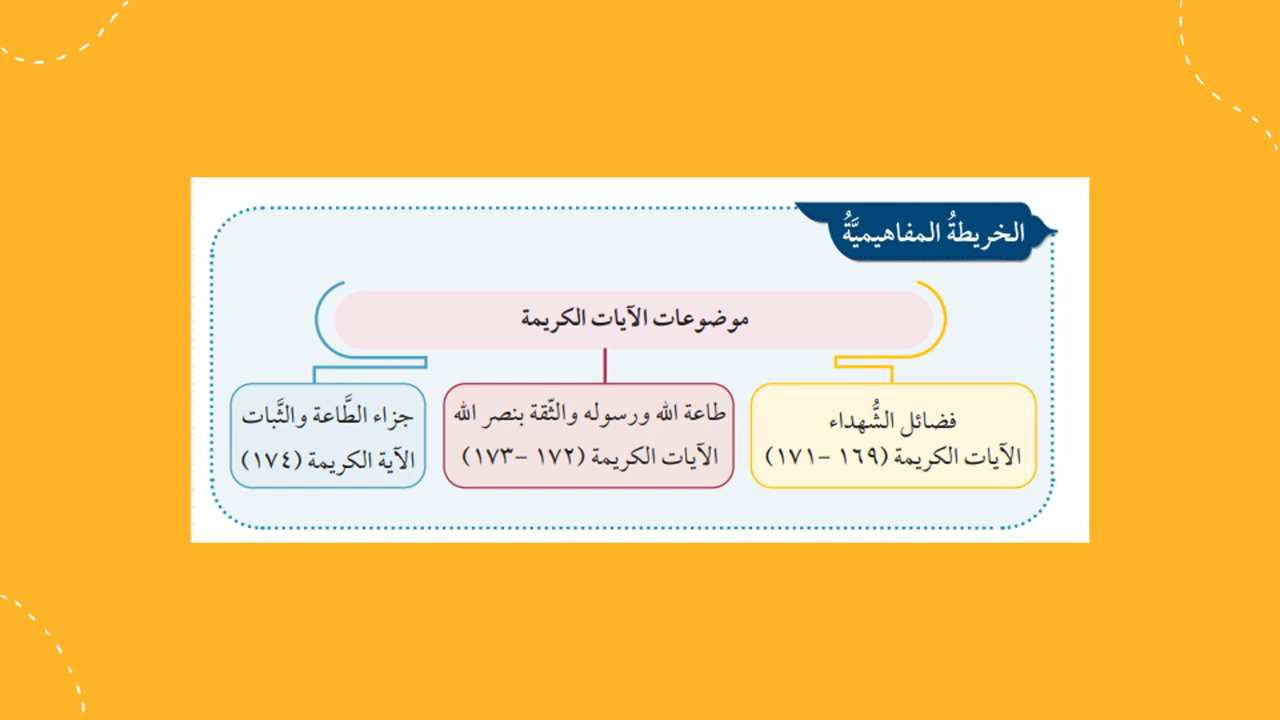 الخريطةُ المفاهيميَّةُ
موضوعات الآيات الكريمة
فضائل الشُّهداء
الآيات الكريمة (١٦٩ –١٧١)
طاعة الله ورسوله والثّقة بنصر الله
الآيات الكريمة (١٧٢ –١٧٣)
جزاء الطَّاعة والثَّبات
الآية الكريمة (١٧٤)